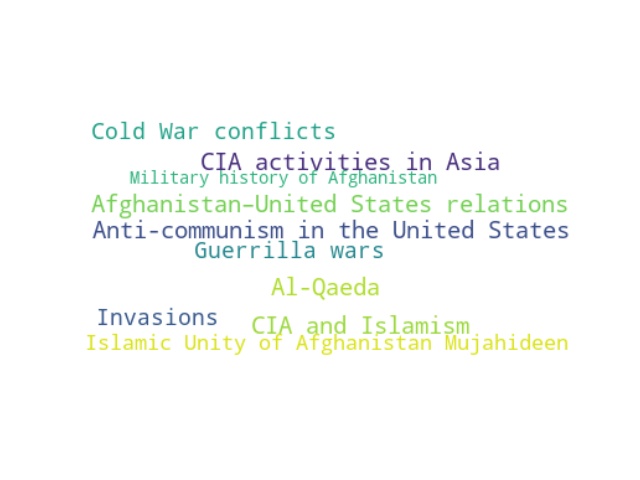 Cold War conflicts
CIA activities in Asia
Military history of Afghanistan
Afghanistan–United States relations
Anti-communism in the United States
Guerrilla wars
Al-Qaeda
Invasions
CIA and Islamism
Islamic Unity of Afghanistan Mujahideen